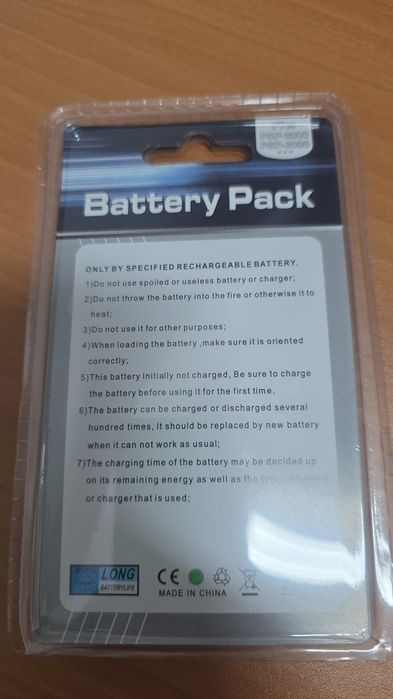 PSP-2000
PSP-3000
Battery Pack
ONLY BY SPECIFIED RECHARGEABLE BATTERY.
1)Do not use spoiled or useless battery or charger;
2)Do not throw the battery into the fire or otherwise it to
heat;
3)Do not use it for other purposes;
4)When loading the battery ,make sure it is oriented
correctly;
5)This battery initially not charged, Be sure to charge
the battery before using it for the first time.
6)The battery can be charged or discharged several
hundred times, It should be replaced by new battery
when it can not work as usual;
7)The charging time of the battery may be decided up
on its remaining energy as well as the type of battery
or charger that is used;
LONG
BATTERYLIFE
CE
MADE IN CHINA